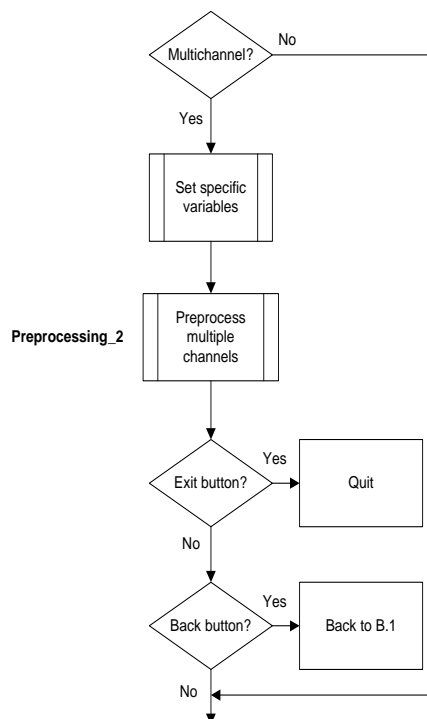 Multichannel?
No
Yes
Set specific
variables
Preprocessing_2
Preprocess
multiple
channels
Exit button?
Yes
Quit
No
Back button?
Yes
Back to B.1
No